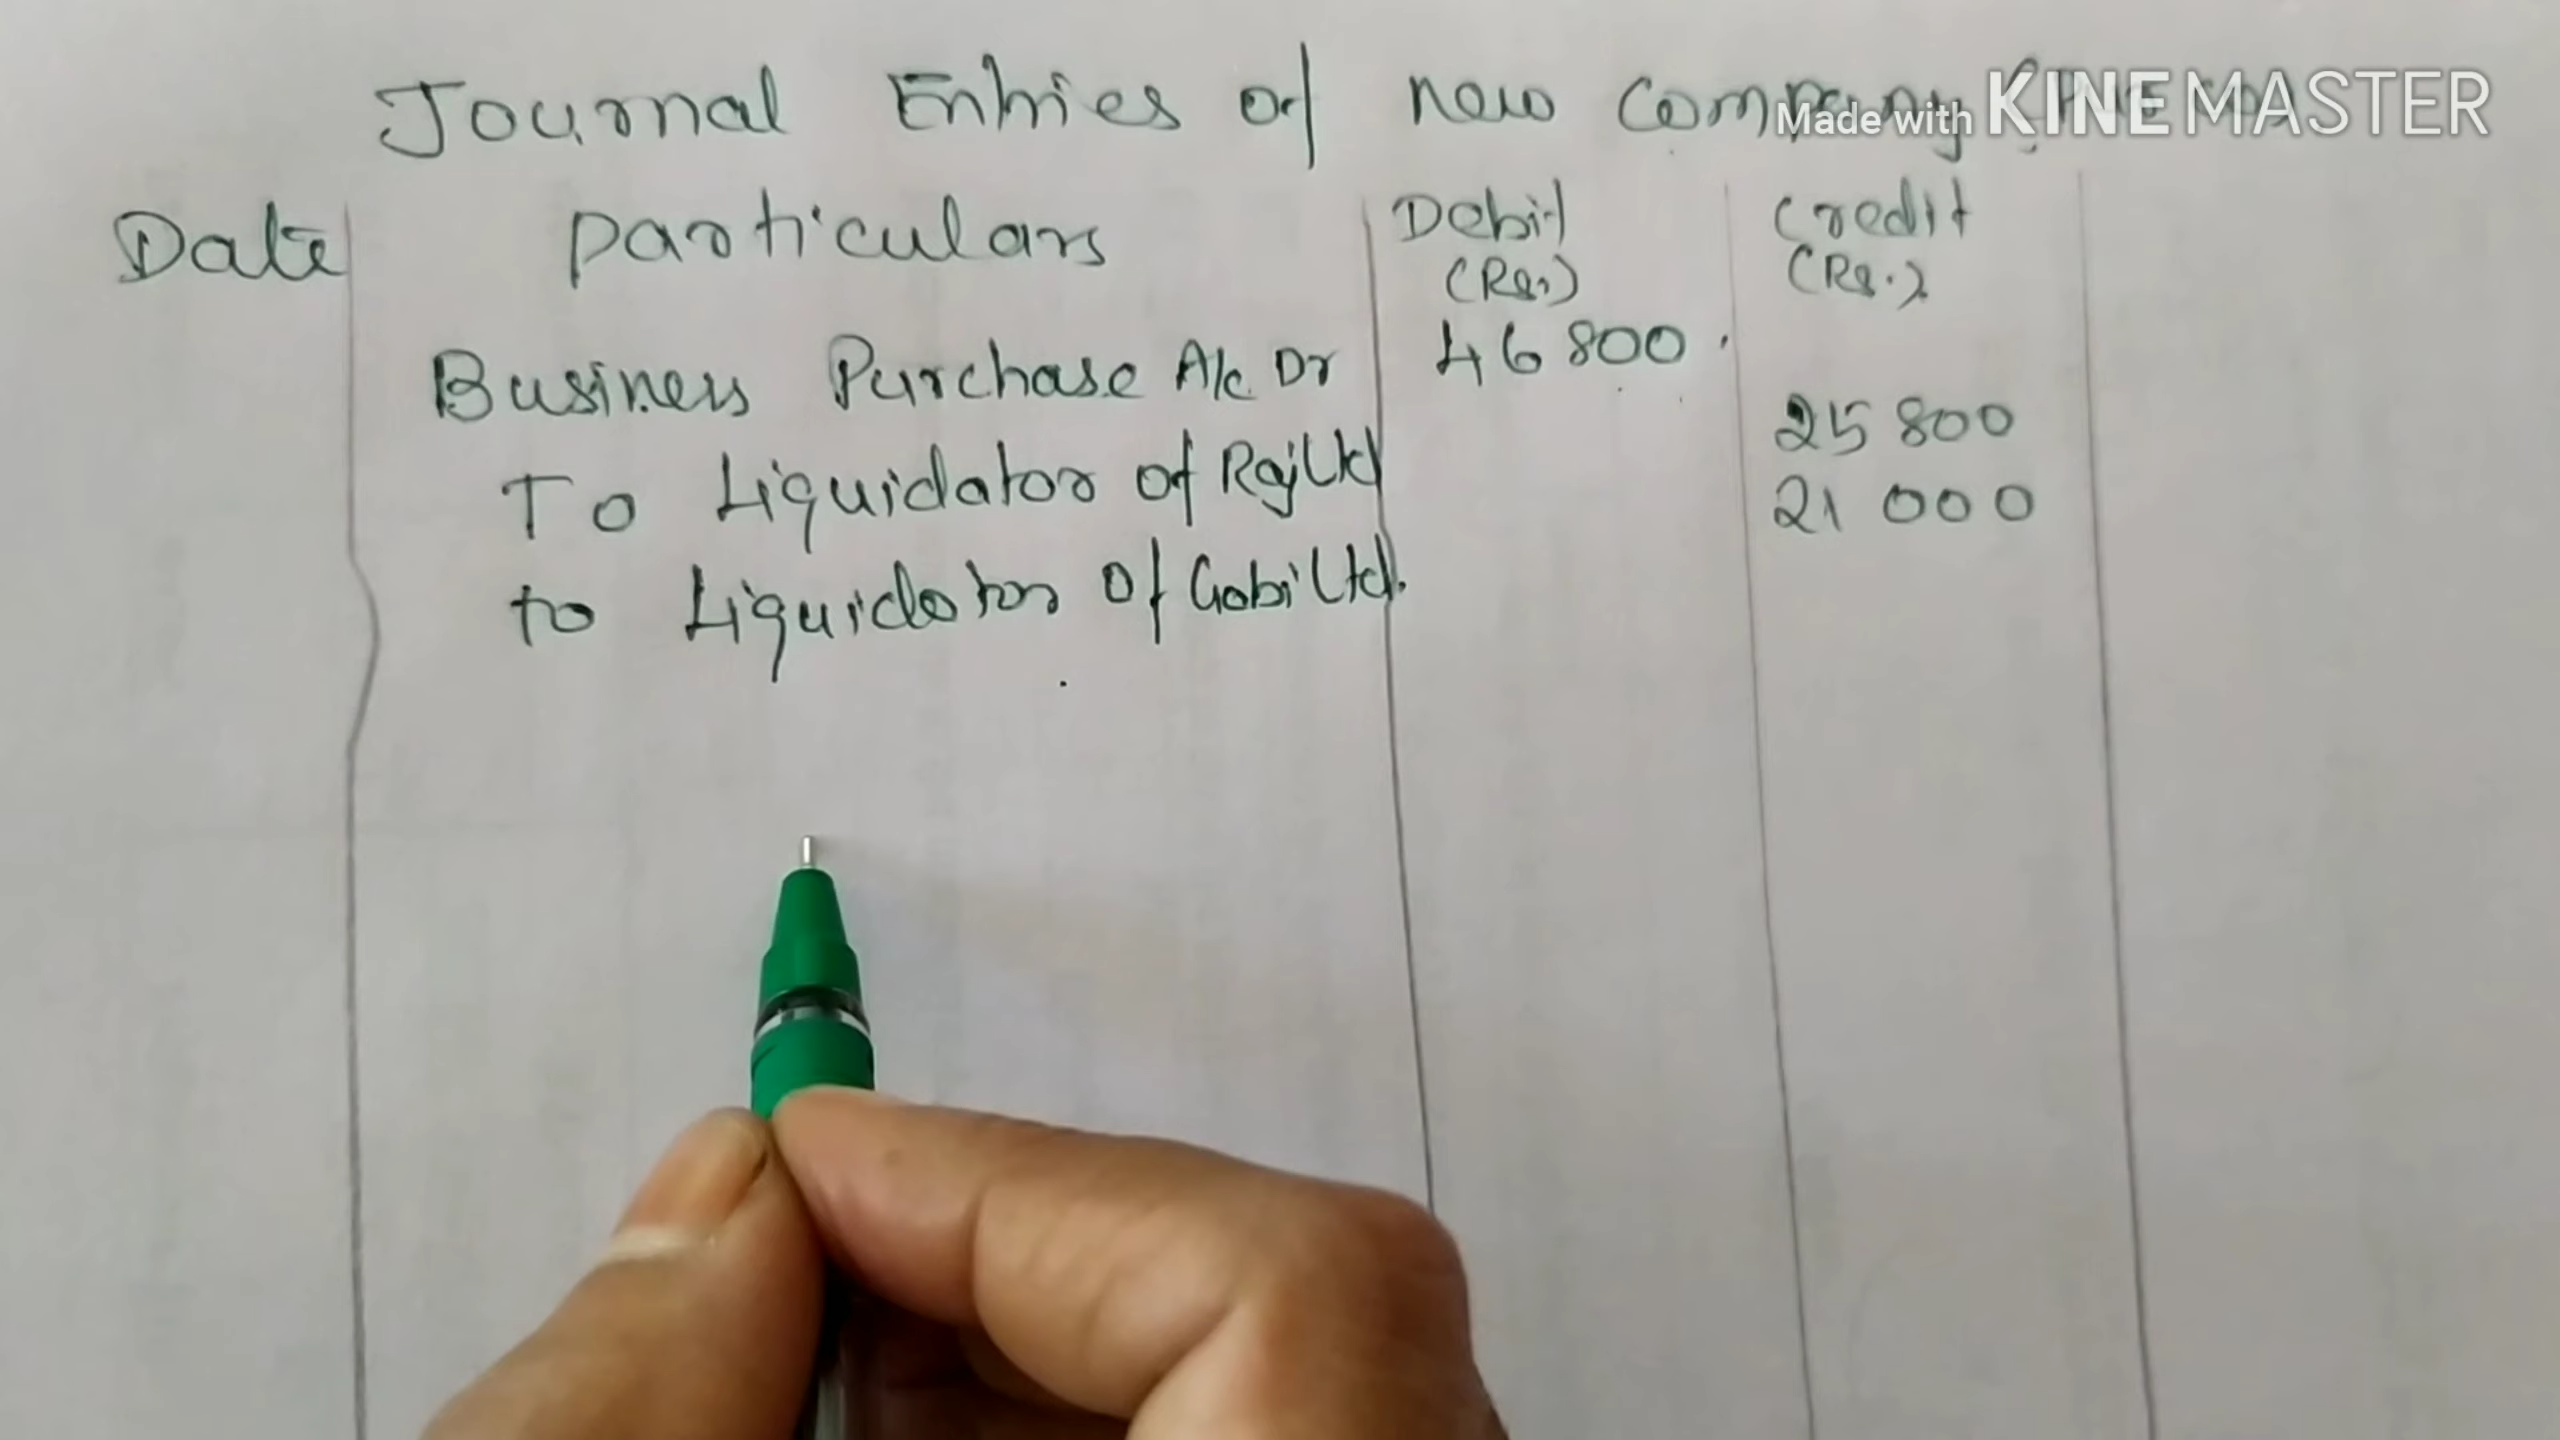 Journal Entries of new company
Made with KINEMASTER
Date Particulars Debit Credit
(Rs.) (Rs.)
Business Purchase A/c Dr 46800
To Liquidator of Raj Ltd 25800
to Liquidator Of Gobi Ltd. 21000